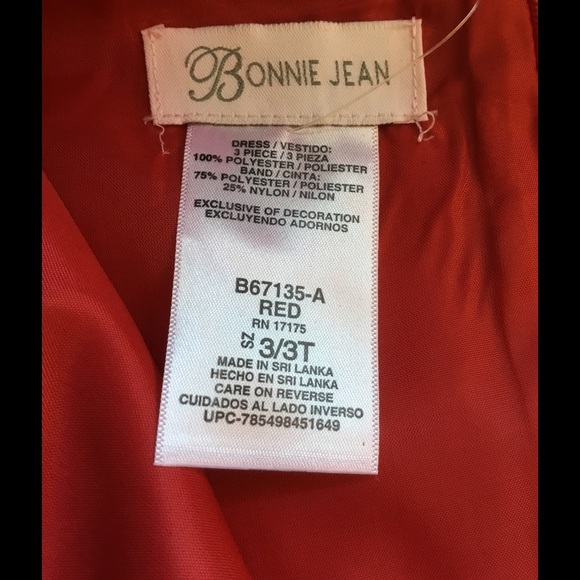 BONNIE JEAN
DRESS / VESTIDO:
3 PIECE / 3 PIEZA
100% POLYESTER / POLIESTER
BAND / CINTA:
75% POLYESTER / POLIESTER
25% NYLON / NILON
EXCLUSIVE OF DECORATION
EXCLUYENDO ADORNOS
B67135-A
RED
RN 17175
SZ 3/3T
MADE IN SRI LANKA
HECHO EN SRI LANKA
CARE ON REVERSE
CUIDADOS AL LADO INVERSO
UPC-785498451649